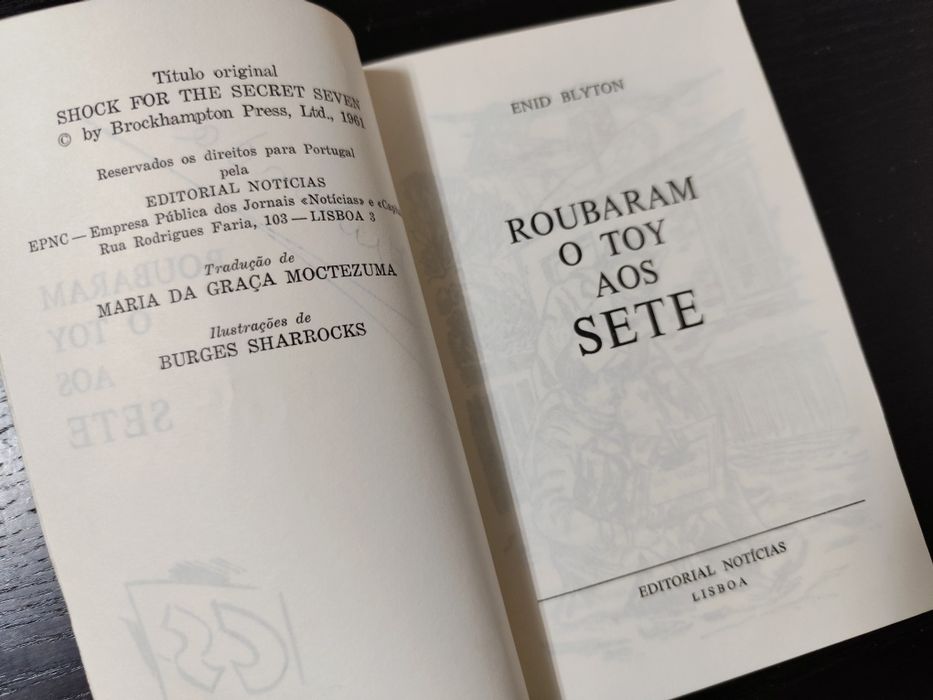 Título original
SHOCK FOR THE SECRET SEVEN
© by Brockhampton Press, Ltd., 1961
Reservados os direitos para Portugal
pela
EDITORIAL NOTÍCIAS
EPNC — Empresa Pública dos Jornais «Notícias» e
Rua Rodrigues Faria, 103 — LISBOA 3
Tradução de
MARIA DA GRAÇA MOCTEZUMA
Ilustrações de
BURGES SHARROCKS
ENID BLYTON
ROUBARAM
O TOY
AOS
SETE
EDITORIAL NOTÍCIAS
LISBOA